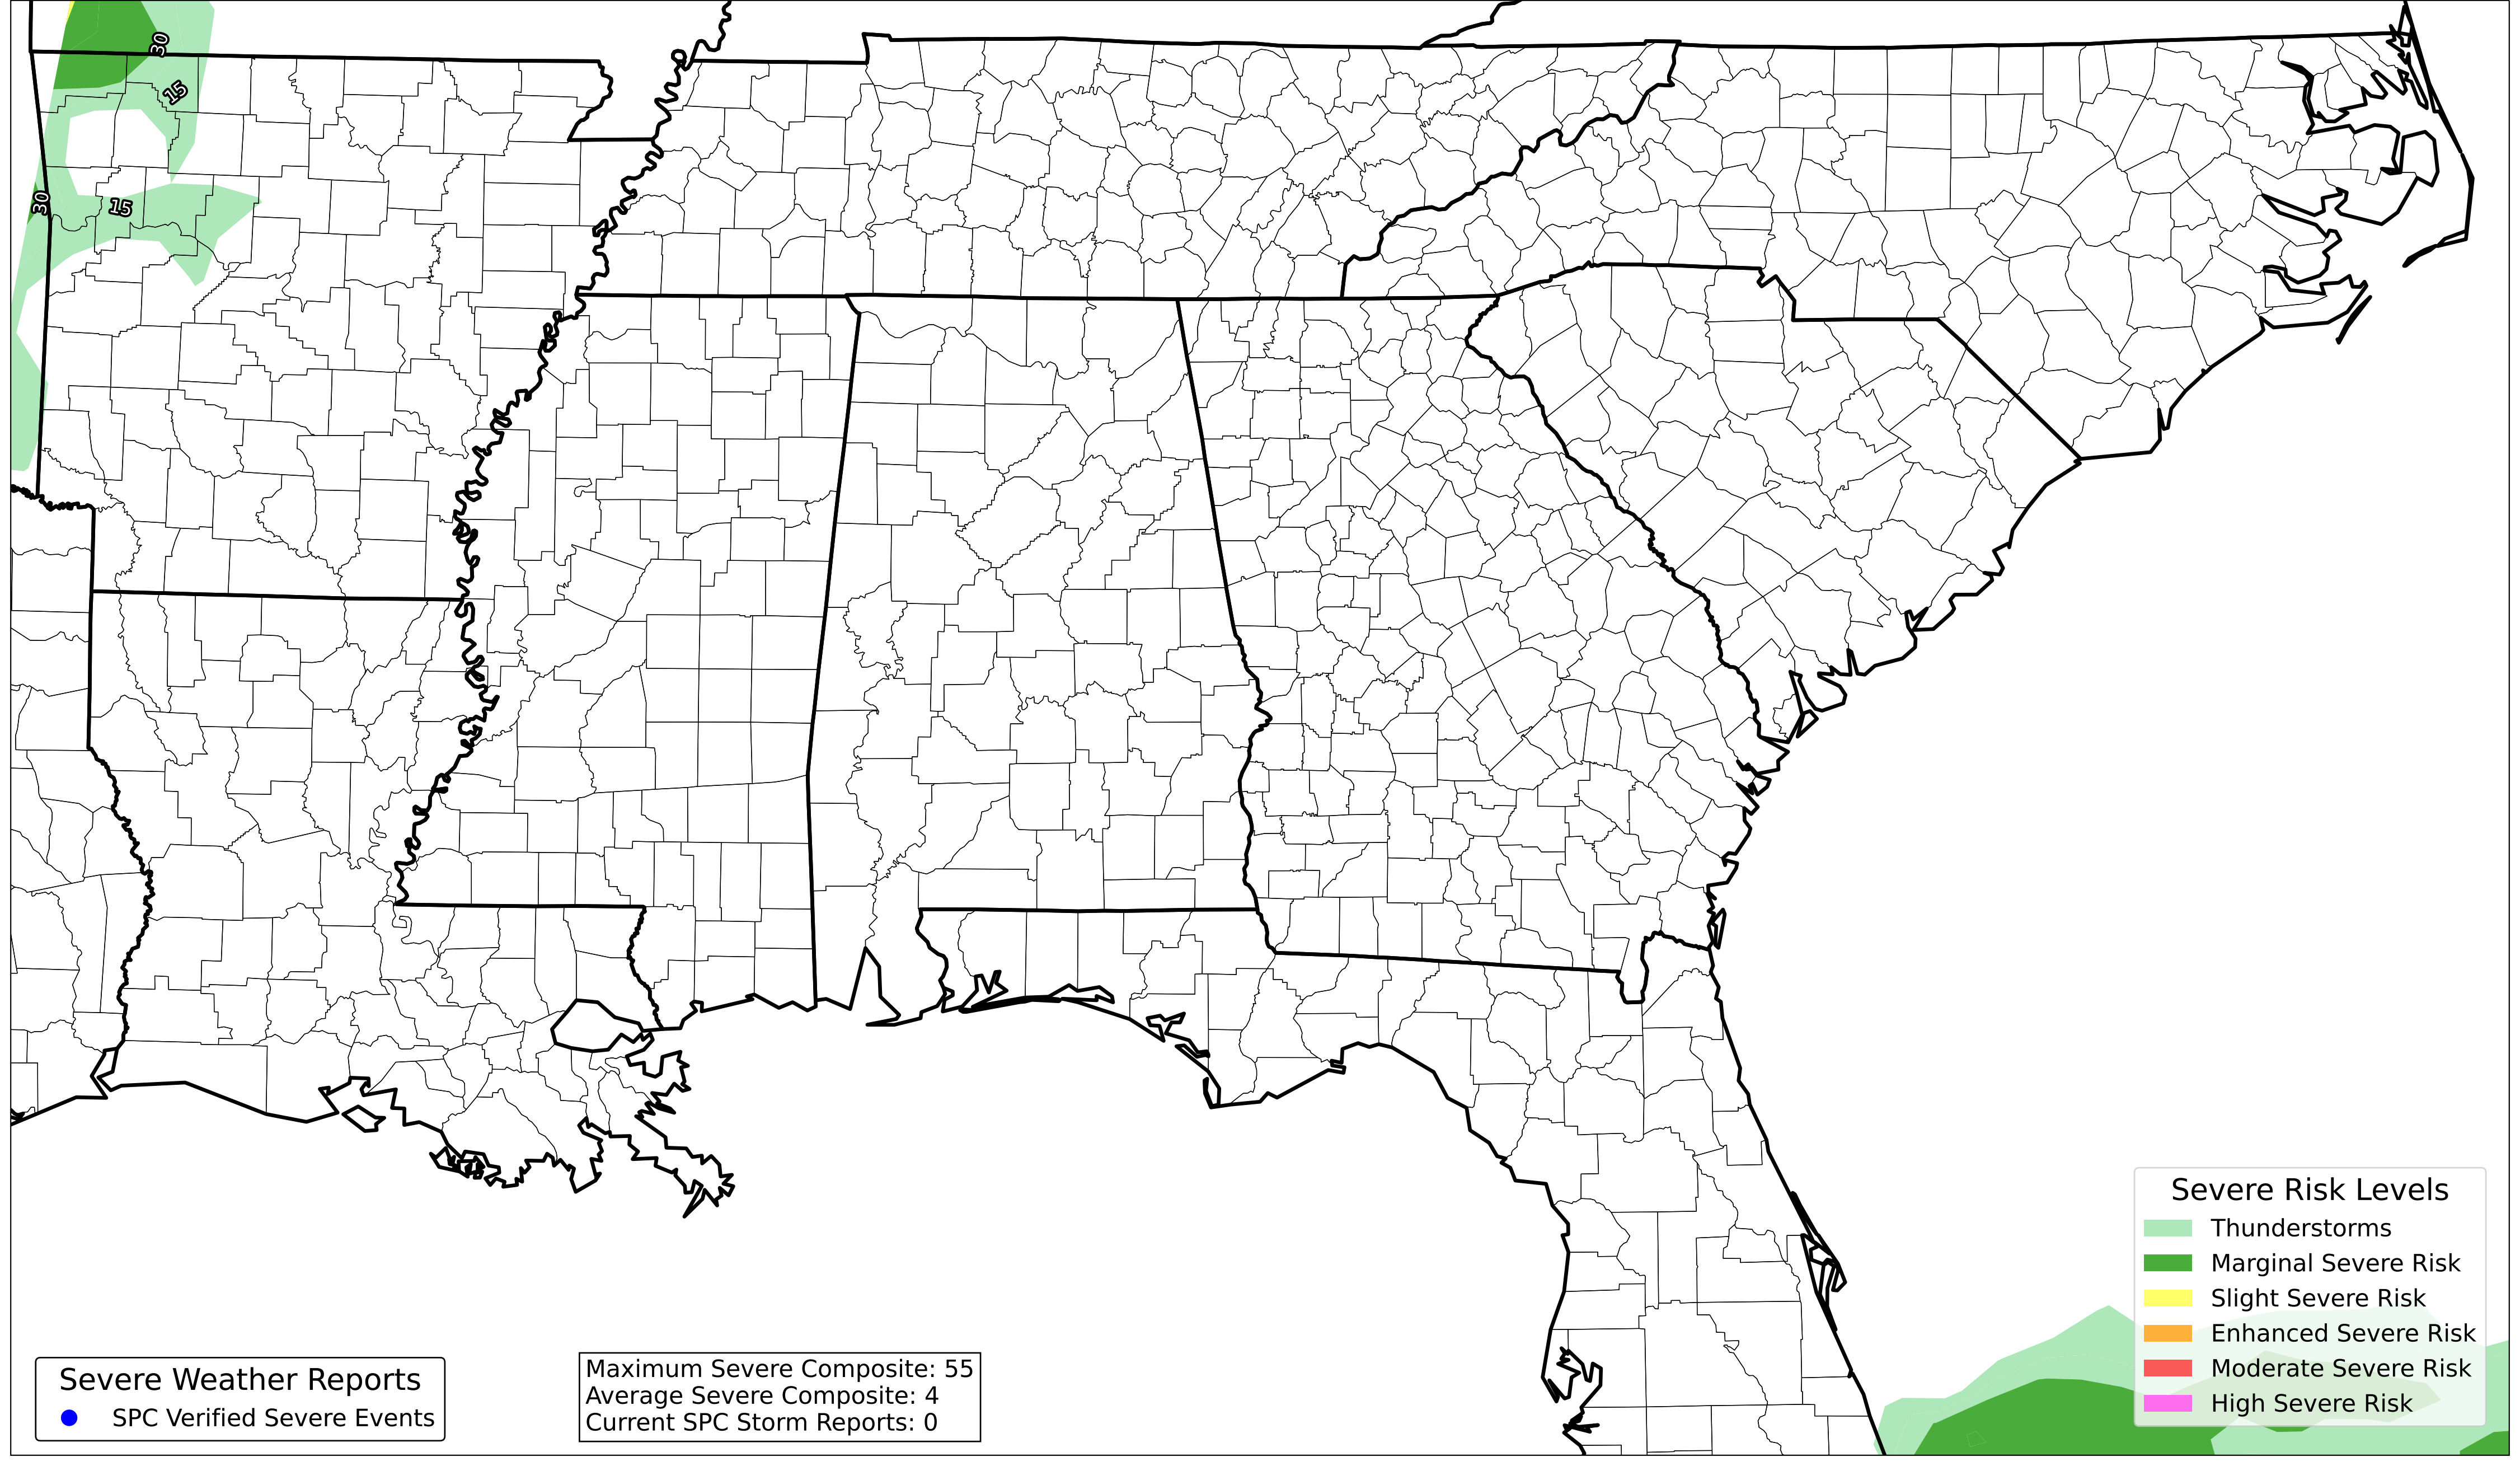 30
15
30
15
Severe Risk Levels
Thunderstorms
Marginal Severe Risk
Slight Severe Risk
Enhanced Severe Risk
Moderate Severe Risk
High Severe Risk
Severe Weather Reports
SPC Verified Severe Events
Maximum Severe Composite: 55
Average Severe Composite: 4
Current SPC Storm Reports: 0